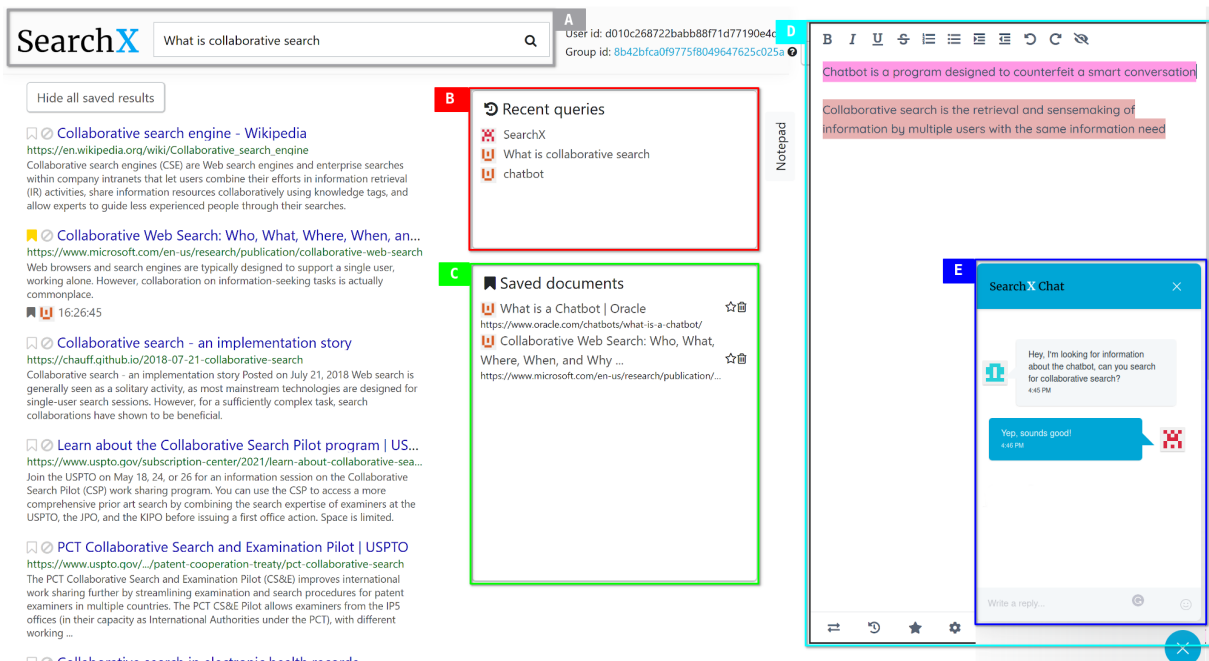 SearchX
What is collaborative search
A
User id: d010c268722babb88f71d77190e4c
Group id: 8b42bfca0f9775f8049647625c025a
Hide all saved results
Collaborative search engine - Wikipedia
https://en.wikipedia.org/wiki/Collaborative_search_engine
Collaborative search engines (CSE) are Web search engines and enterprise searches
within company intranets that let users combine their efforts in information retrieval
(IR) activities, share information resources collaboratively using knowledge tags, and
allow experts to guide less experienced people through their searches.
Collaborative Web Search: Who, What, Where, When, an...
https://www.microsoft.com/en-us/research/publication/collaborative-web-search
Web browsers and search engines are typically designed to support a single user,
working alone. However, collaboration on information-seeking tasks is actually
commonplace.
16:26:45
Collaborative search - an implementation story
https://chauff.github.io/2018-07-21-collaborative-search
Collaborative search - an implementation story Posted on July 21, 2018 Web search is
generally seen as a solitary activity, as most mainstream technologies are designed for
single-user search sessions. However, for a sufficiently complex task, search
collaborations have shown to be beneficial.
Learn about the Collaborative Search Pilot program | US...
https://www.uspto.gov/subscription-center/2021/learn-about-collaborative-sea...
Join the USPTO on May 18, 24, or 26 for an information session on the Collaborative
Search Pilot (CSP) work sharing program. You can use the CSP to access a more
comprehensive prior art search by combining the search expertise of examiners at the
USPTO, the JPO, and the KIPO before issuing a first office action. Space is limited.
PCT Collaborative Search and Examination Pilot | USPTO
https://www.uspto.gov/.../patent-cooperation-treaty/pct-collaborative-search
The PCT Collaborative Search and Examination Pilot (CS&E) improves international
work sharing further by streamlining examination and search procedures for patent
examiners in multiple countries. The PCT CS&E Pilot allows examiners from the IP5
offices (in their capacity as International Authorities under the PCT), with different
working ...
Collaborative search in electronic health records
B
Recent queries
SearchX
What is collaborative search
chatbot
C
Saved documents
What is a Chatbot | Oracle
https://www.oracle.com/chatbots/what-is-a-chatbot/
Collaborative Web Search: Who, What,
Where, When, and Why ...
https://www.microsoft.com/en-us/research/publication/...
Notepad
D
B I U S
Chatbot is a program designed to counterfeit a smart conversation
Collaborative search is the retrieval and sensemaking of
information by multiple users with the same information need
E
SearchX Chat
Hey, I'm looking for information
about the chatbot, can you search
for collaborative search?
4:45 PM
Yep, sounds good!
4:46 PM
Write a reply...